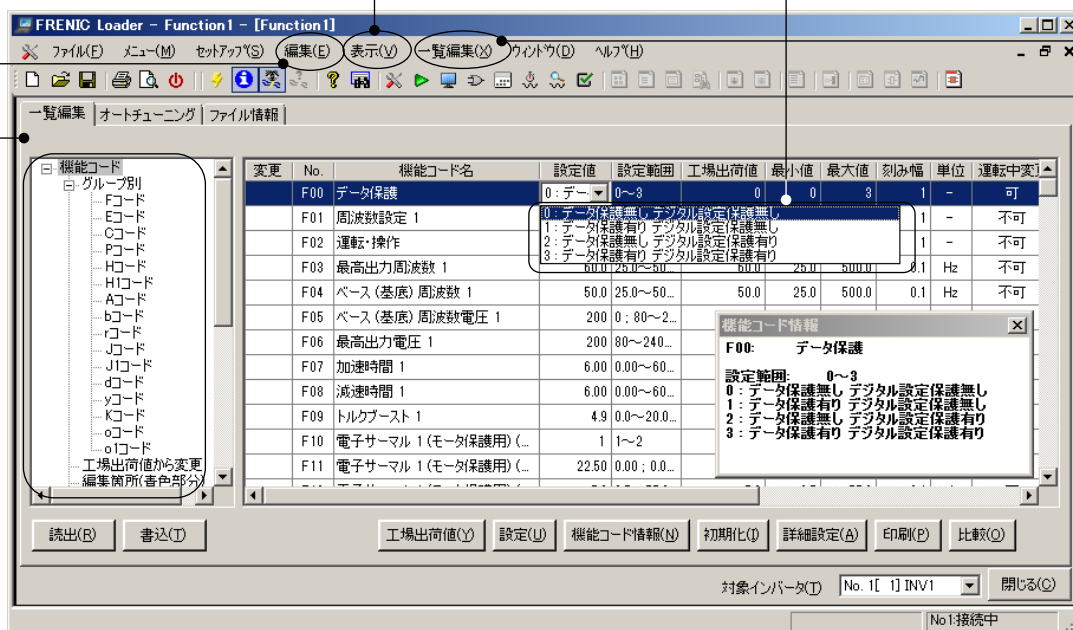 FRENIC Loader - Function1 - [Function1]
ファイル(F) メニュー(M) セットアップ(S) 編集(E) 表示(V) 一覧編集(X) ウィンドウ(D) ヘルプ(H)
一覧編集 オートチューニング ファイル情報
機能コード
グループ別
Fコード
Eコード
Cコード
Pコード
Hコード
H1コード
Aコード
bコード
rコード
Jコード
J1コード
dコード
yコード
Kコード
oコード
o1コード
工場出荷値から変更
編集箇所(青色部分)
変更 No. 機能コード名 設定値 設定範囲 工場出荷値 最小値 最大値 刻み幅 単位 運転中変更
F00 データ保護 0:デー 0~3 0 0 3 1 - 可
F01 周波数設定 1 1 - 不可
F02 運転・操作 1 - 不可
0:データ保護無し デジタル設定保護無し
1:データ保護有り デジタル設定保護無し
2:データ保護無し デジタル設定保護有り
3:データ保護有り デジタル設定保護有り
F03 最高出力周波数 1 60.0 25.0~50... 60.0 25.0 500.0 0.1 Hz 不可
F04 ベース (基底) 周波数 1 50.0 25.0~50... 50.0 25.0 500.0 0.1 Hz 不可
F05 ベース (基底) 周波数電圧 1 200 0 ; 80~2...
F06 最高出力電圧 1 200 80~240...
F07 加速時間 1 6.00 0.00~60...
F08 減速時間 1 6.00 0.00~60...
F09 トルクブースト 1 4.9 0.0~20.0...
F10 電子サーマル 1 (モータ保護用) (... 1 1~2
F11 電子サーマル 1 (モータ保護用) (... 22.50 0.00 ; 0.0...
機能コード情報
F00: データ保護
設定範囲: 0~3
0:データ保護無し デジタル設定保護無し
1:データ保護有り デジタル設定保護無し
2:データ保護無し デジタル設定保護有り
3:データ保護有り デジタル設定保護有り
読出(R) 書込(T) 工場出荷値(Y) 設定(U) 機能コード情報(N) 初期化(I) 詳細設定(A) 印刷(P) 比較(O)
対象インバータ(T) No. 1[ 1] INV1 閉じる(C)
No1:接続中